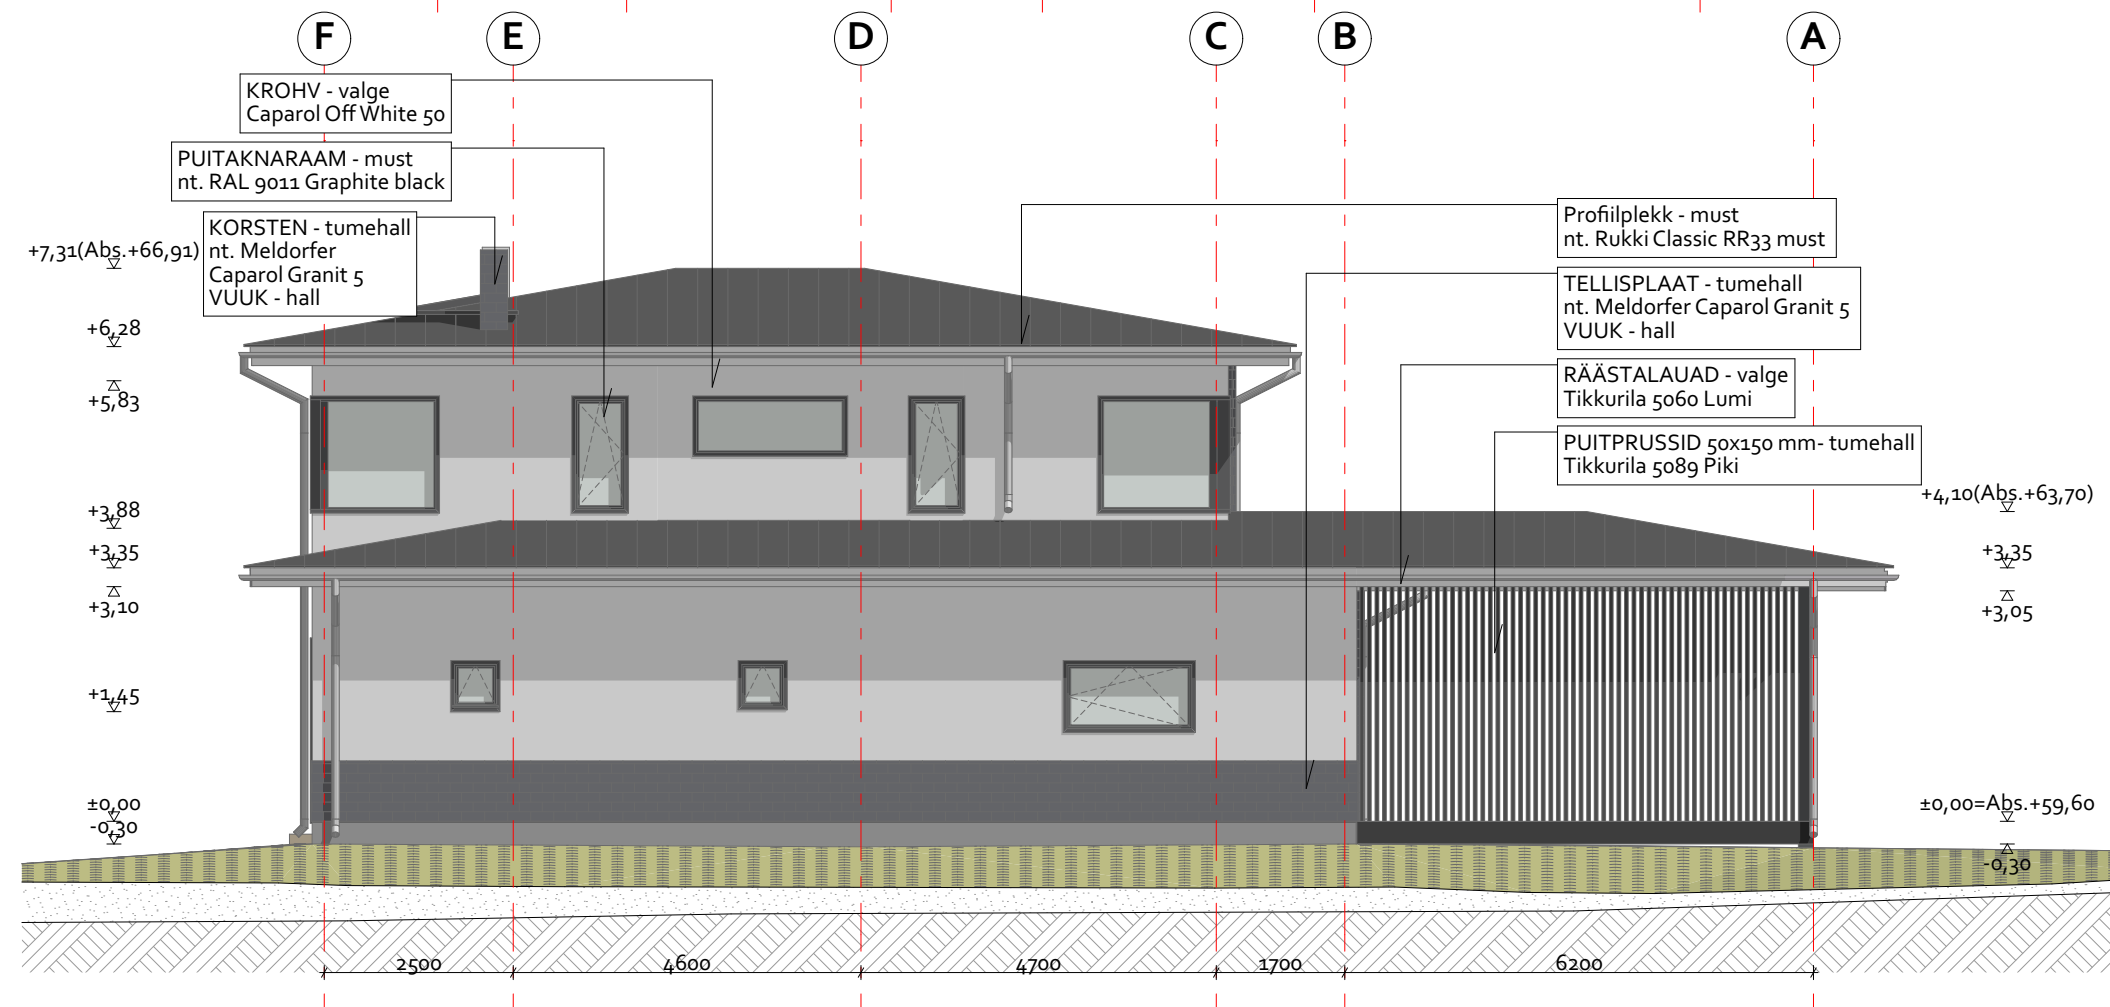 F
E
D
C
B
A
KROHV - valge
Caparol Off White 50
PUITAKNARAAM - must
nt. RAL 9011 Graphite black
KORSTEN - tumehall
nt. Meldorfer
Caparol Granit 5
VUUK - hall
Profiilplekk - must
nt. Rukki Classic RR33 must
TELLISPLAAT - tumehall
nt. Meldorfer Caparol Granit 5
VUUK - hall
RÄÄSTALAUAD - valge
Tikkurila 5060 Lumi
PUITPRUSSID 50x150 mm- tumehall
Tikkurila 5089 Piki
+7,31(Abs.+66,91)
+6,28
+5,83
+3,88
+3,35
+3,10
+1,45
±0,00
-0,30
+4,10(Abs.+63,70)
+3,35
+3,05
±0,00=Abs.+59,60
-0,30
2500
4600
4700
1700
6200